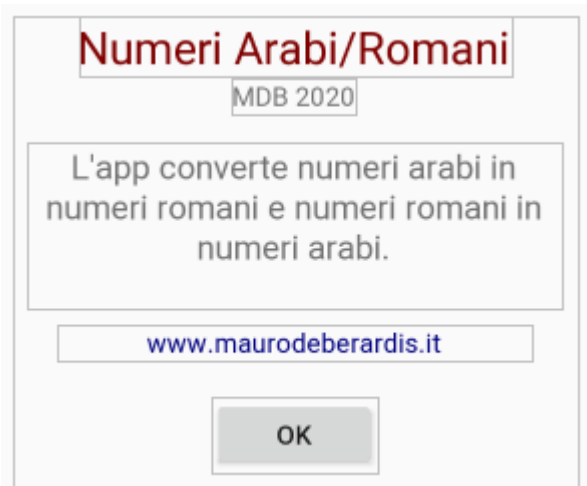 Numeri Arabi/Romani
MDB 2020
L'app converte numeri arabi in
numeri romani e numeri romani in
numeri arabi.
www.maurodeberardis.it
OK